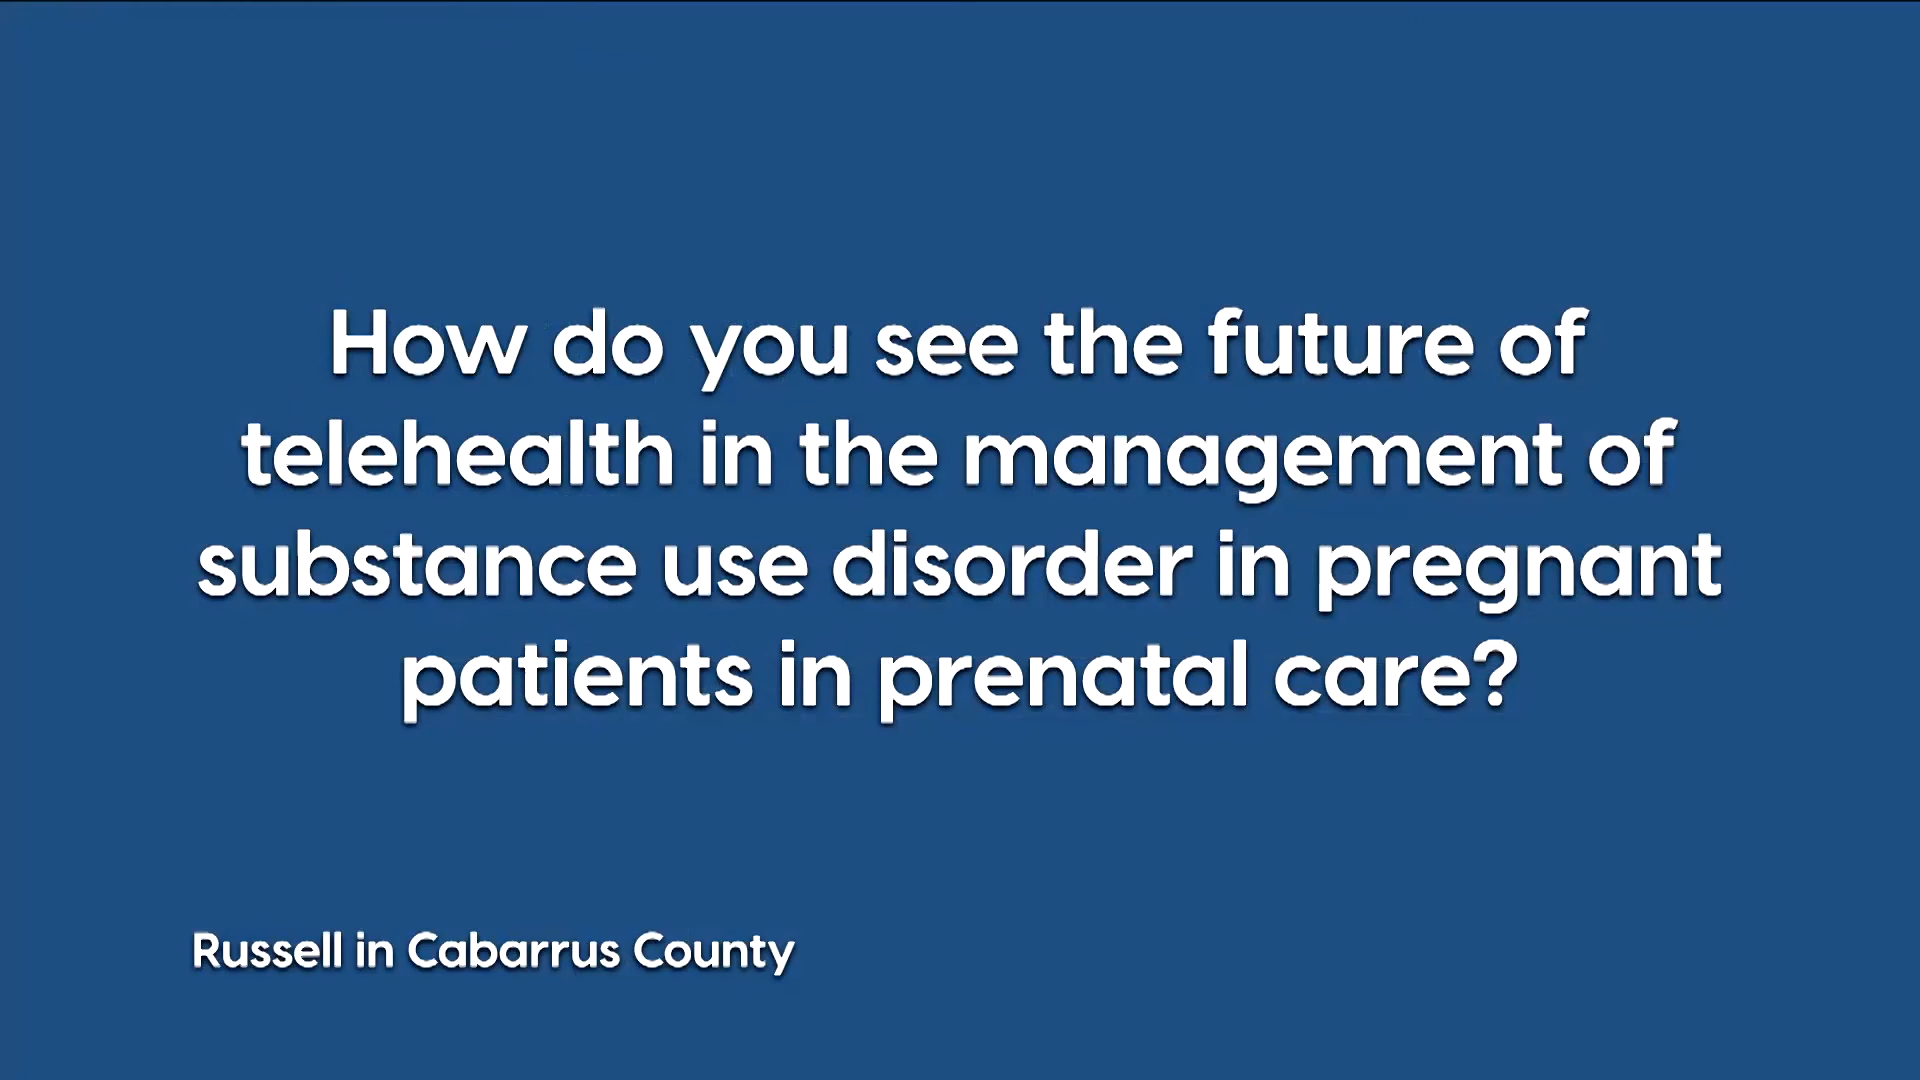 How do you see the future of
telehealth in the management of
substance use disorder in pregnant
patients in prenatal care?
Russell in Cabarrus County